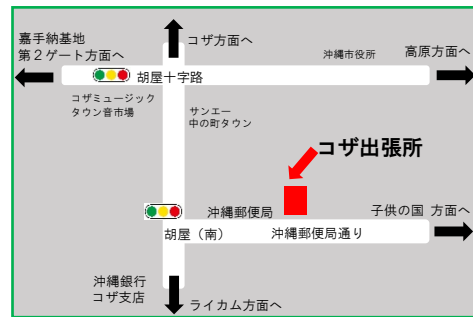 嘉手納基地
第２ゲート方面へ
コザ方面へ
沖縄市役所
高原方面へ
胡屋十字路
コザミュージック
タウン音市場
サンエー
中の町タウン
コザ出張所
沖縄郵便局
子供の国 方面へ
胡屋（南）
沖縄郵便局通り
沖縄銀行
コザ支店
ライカム方面へ